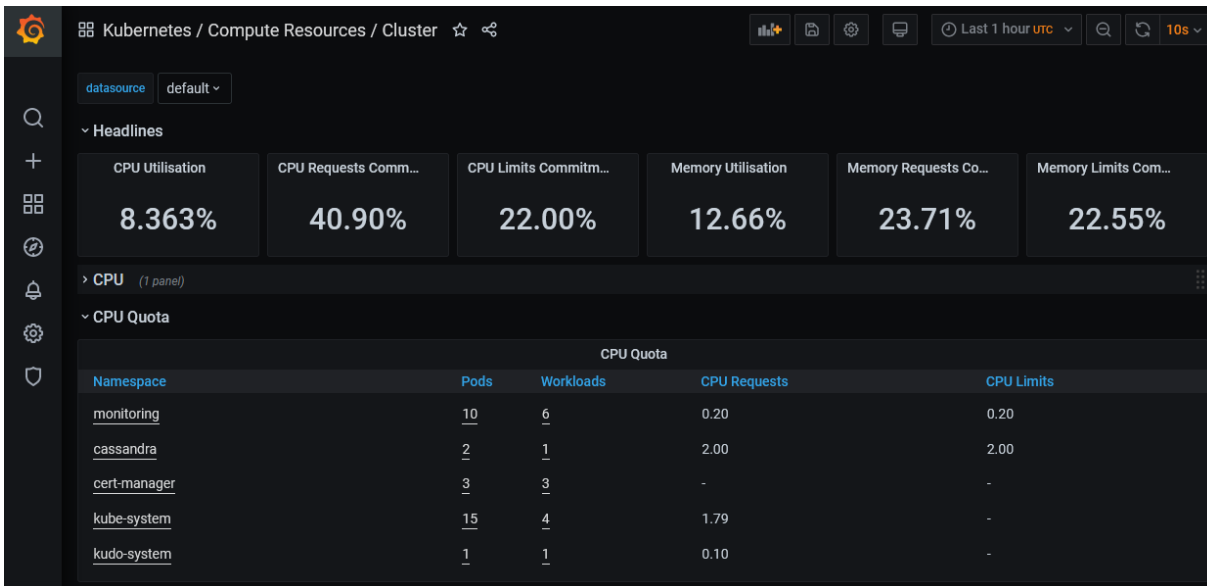 Kubernetes / Compute Resources / Cluster
Last 1 hour UTC
10s
datasource default
Headlines
CPU Utilisation
8.363%
CPU Requests Comm...
40.90%
CPU Limits Commitm...
22.00%
Memory Utilisation
12.66%
Memory Requests Co...
23.71%
Memory Limits Com...
22.55%
CPU (1 panel)
CPU Quota
CPU Quota
Namespace Pods Workloads CPU Requests CPU Limits
monitoring 10 6 0.20 0.20
cassandra 2 1 2.00 2.00
cert-manager 3 3 - -
kube-system 15 4 1.79 -
kudo-system 1 1 0.10 -